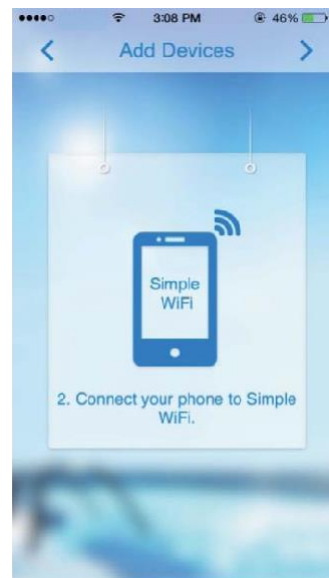 3:08 PM
46%
Add Devices
Simple
WiFi
2. Connect your phone to Simple
WiFi.